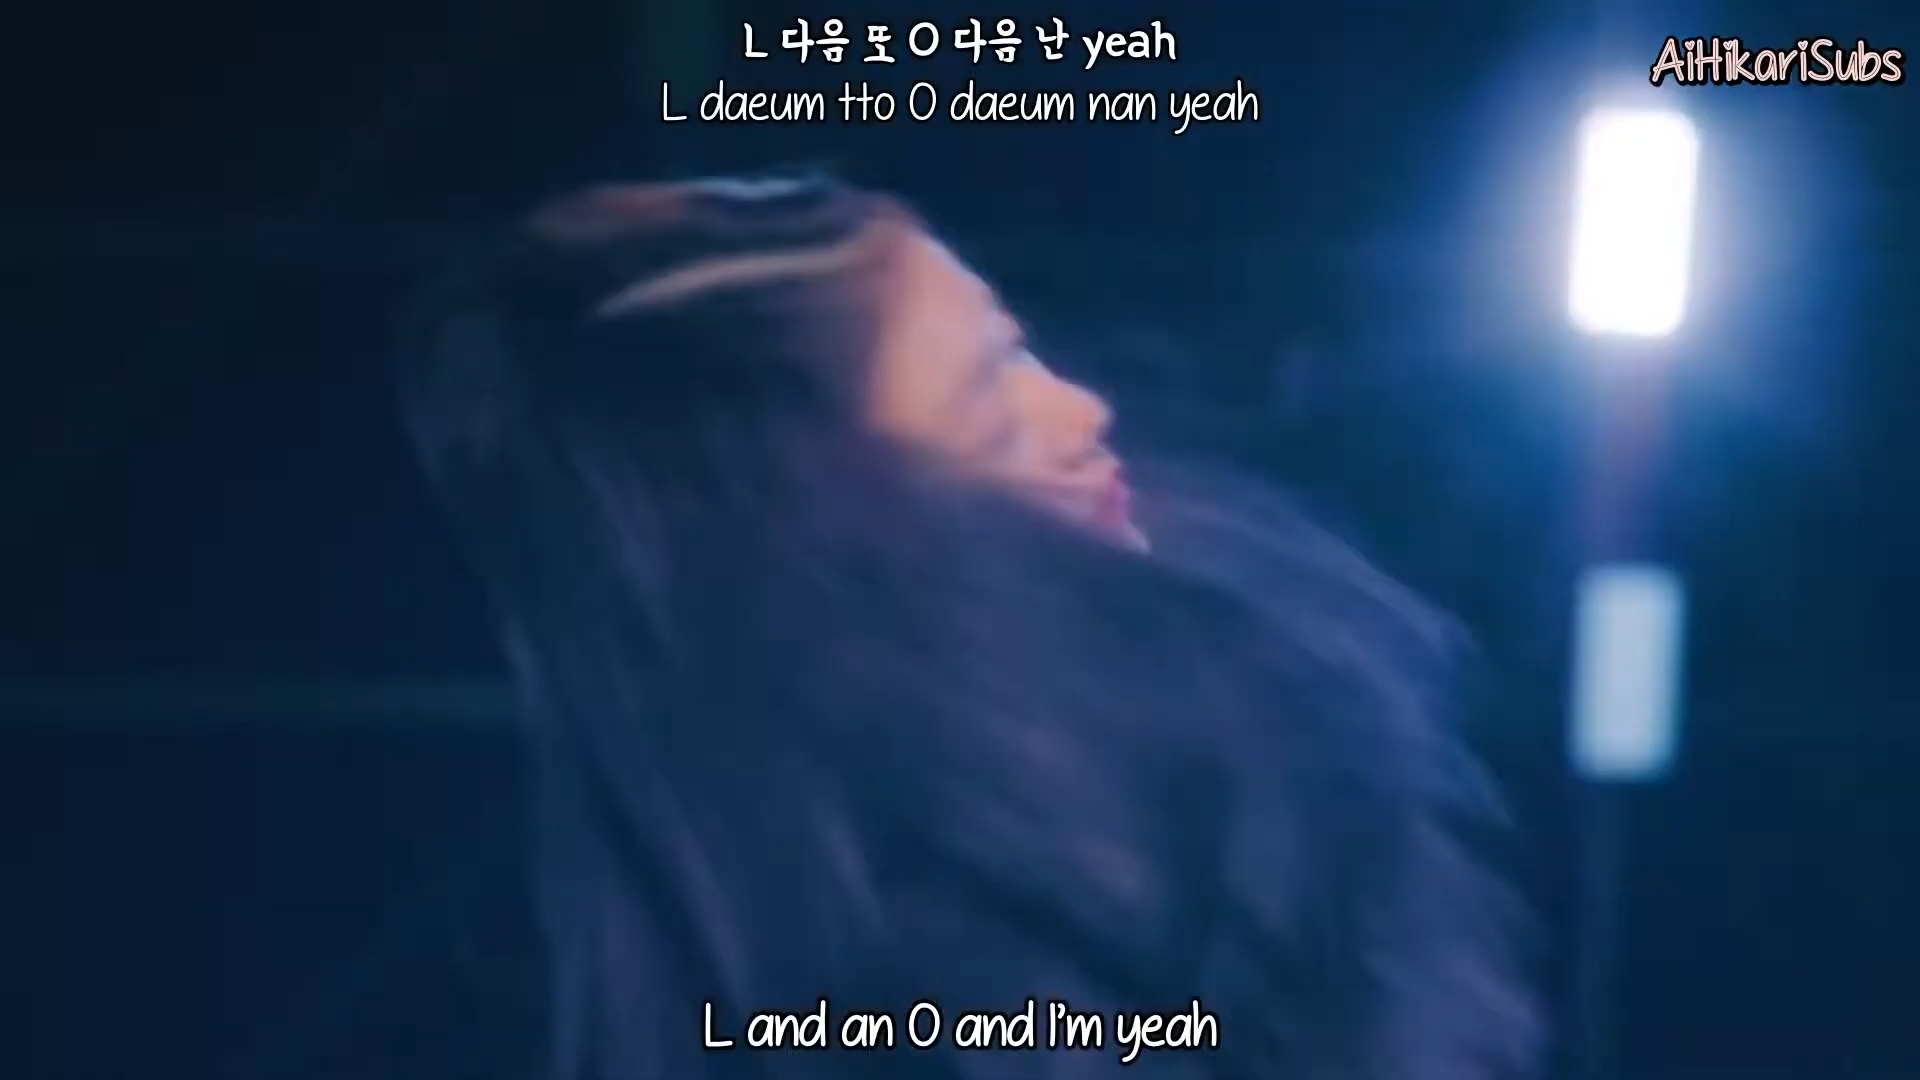 L 다음 또 O 다음 난 yeah
AiHikariSubs
L daeum tto O daeum nan yeah
L and an O and I'm yeah